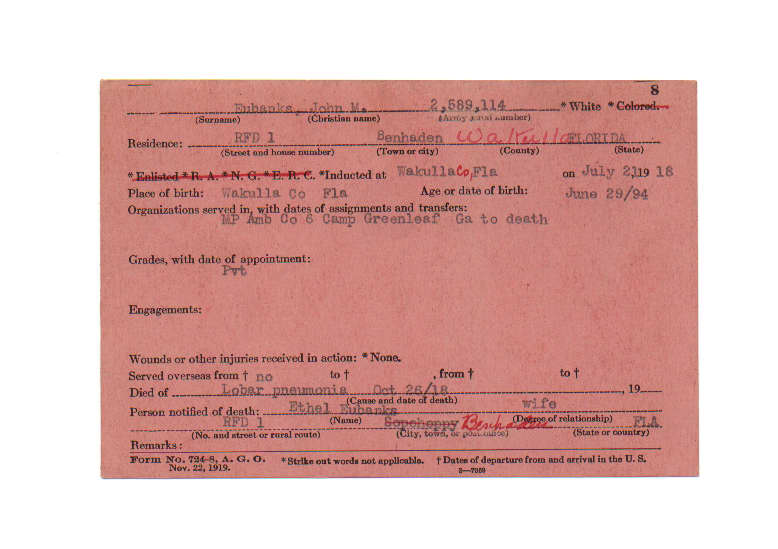 8
Eubanks, John M. 2,589,114 * White * Colored.
(Surname) (Christian name) (Army serial number)
Residence: RFD 1 Benhaden Wakulla FLORIDA
(Street and house number) (Town or city) (County) (State)
* Enlisted * R. A. * N. G. * E. R. C. *Inducted at Wakulla Co, Fla on July 2, 19 18
Place of birth: Wakulla Co Fla Age or date of birth: June 29/94
Organizations served in, with dates of assignments and transfers:
MP Amb Co 6 Camp Greenleaf Ga to death
Grades, with date of appointment:
Pvt
Engagements:
Wounds or other injuries received in action: * None.
Served overseas from † no to † , from † to †
Died of Lobar pneumonia Oct 26/18 , 19
(Cause and date of death)
Person notified of death: Ethel Eubanks wife
(Name) (Degree of relationship)
RFD 1 Sopchoppy Benhaden FLA
(No. and street or rural route) (City, town, or post office) (State or country)
Remarks:
Form No. 724-8, A. G. O. *Strike out words not applicable. † Dates of departure from and arrival in the U. S.
Nov. 22, 1919. 3—7359